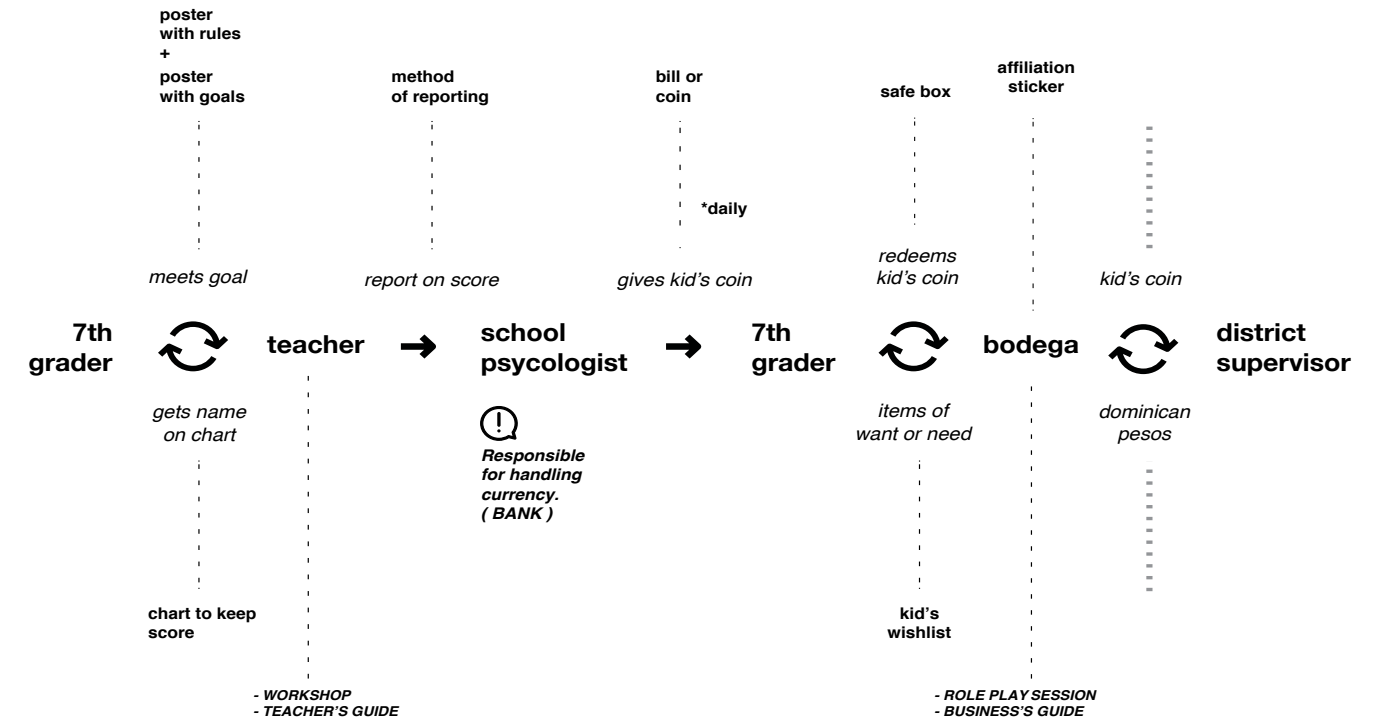 poster
with rules
+
poster
with goals
method
of reporting
bill or
coin
safe box
affiliation
sticker
*daily
meets goal
report on score
gives kid's coin
redeems
kid's coin
kid's coin
7th
grader
teacher
school
psycologist
7th
grader
bodega
district
supervisor
gets name
on chart
Responsible
for handling
currency.
( BANK )
items of
want or need
dominican
pesos
chart to keep
score
kid's
wishlist
- WORKSHOP
- TEACHER'S GUIDE
- ROLE PLAY SESSION
- BUSINESS'S GUIDE